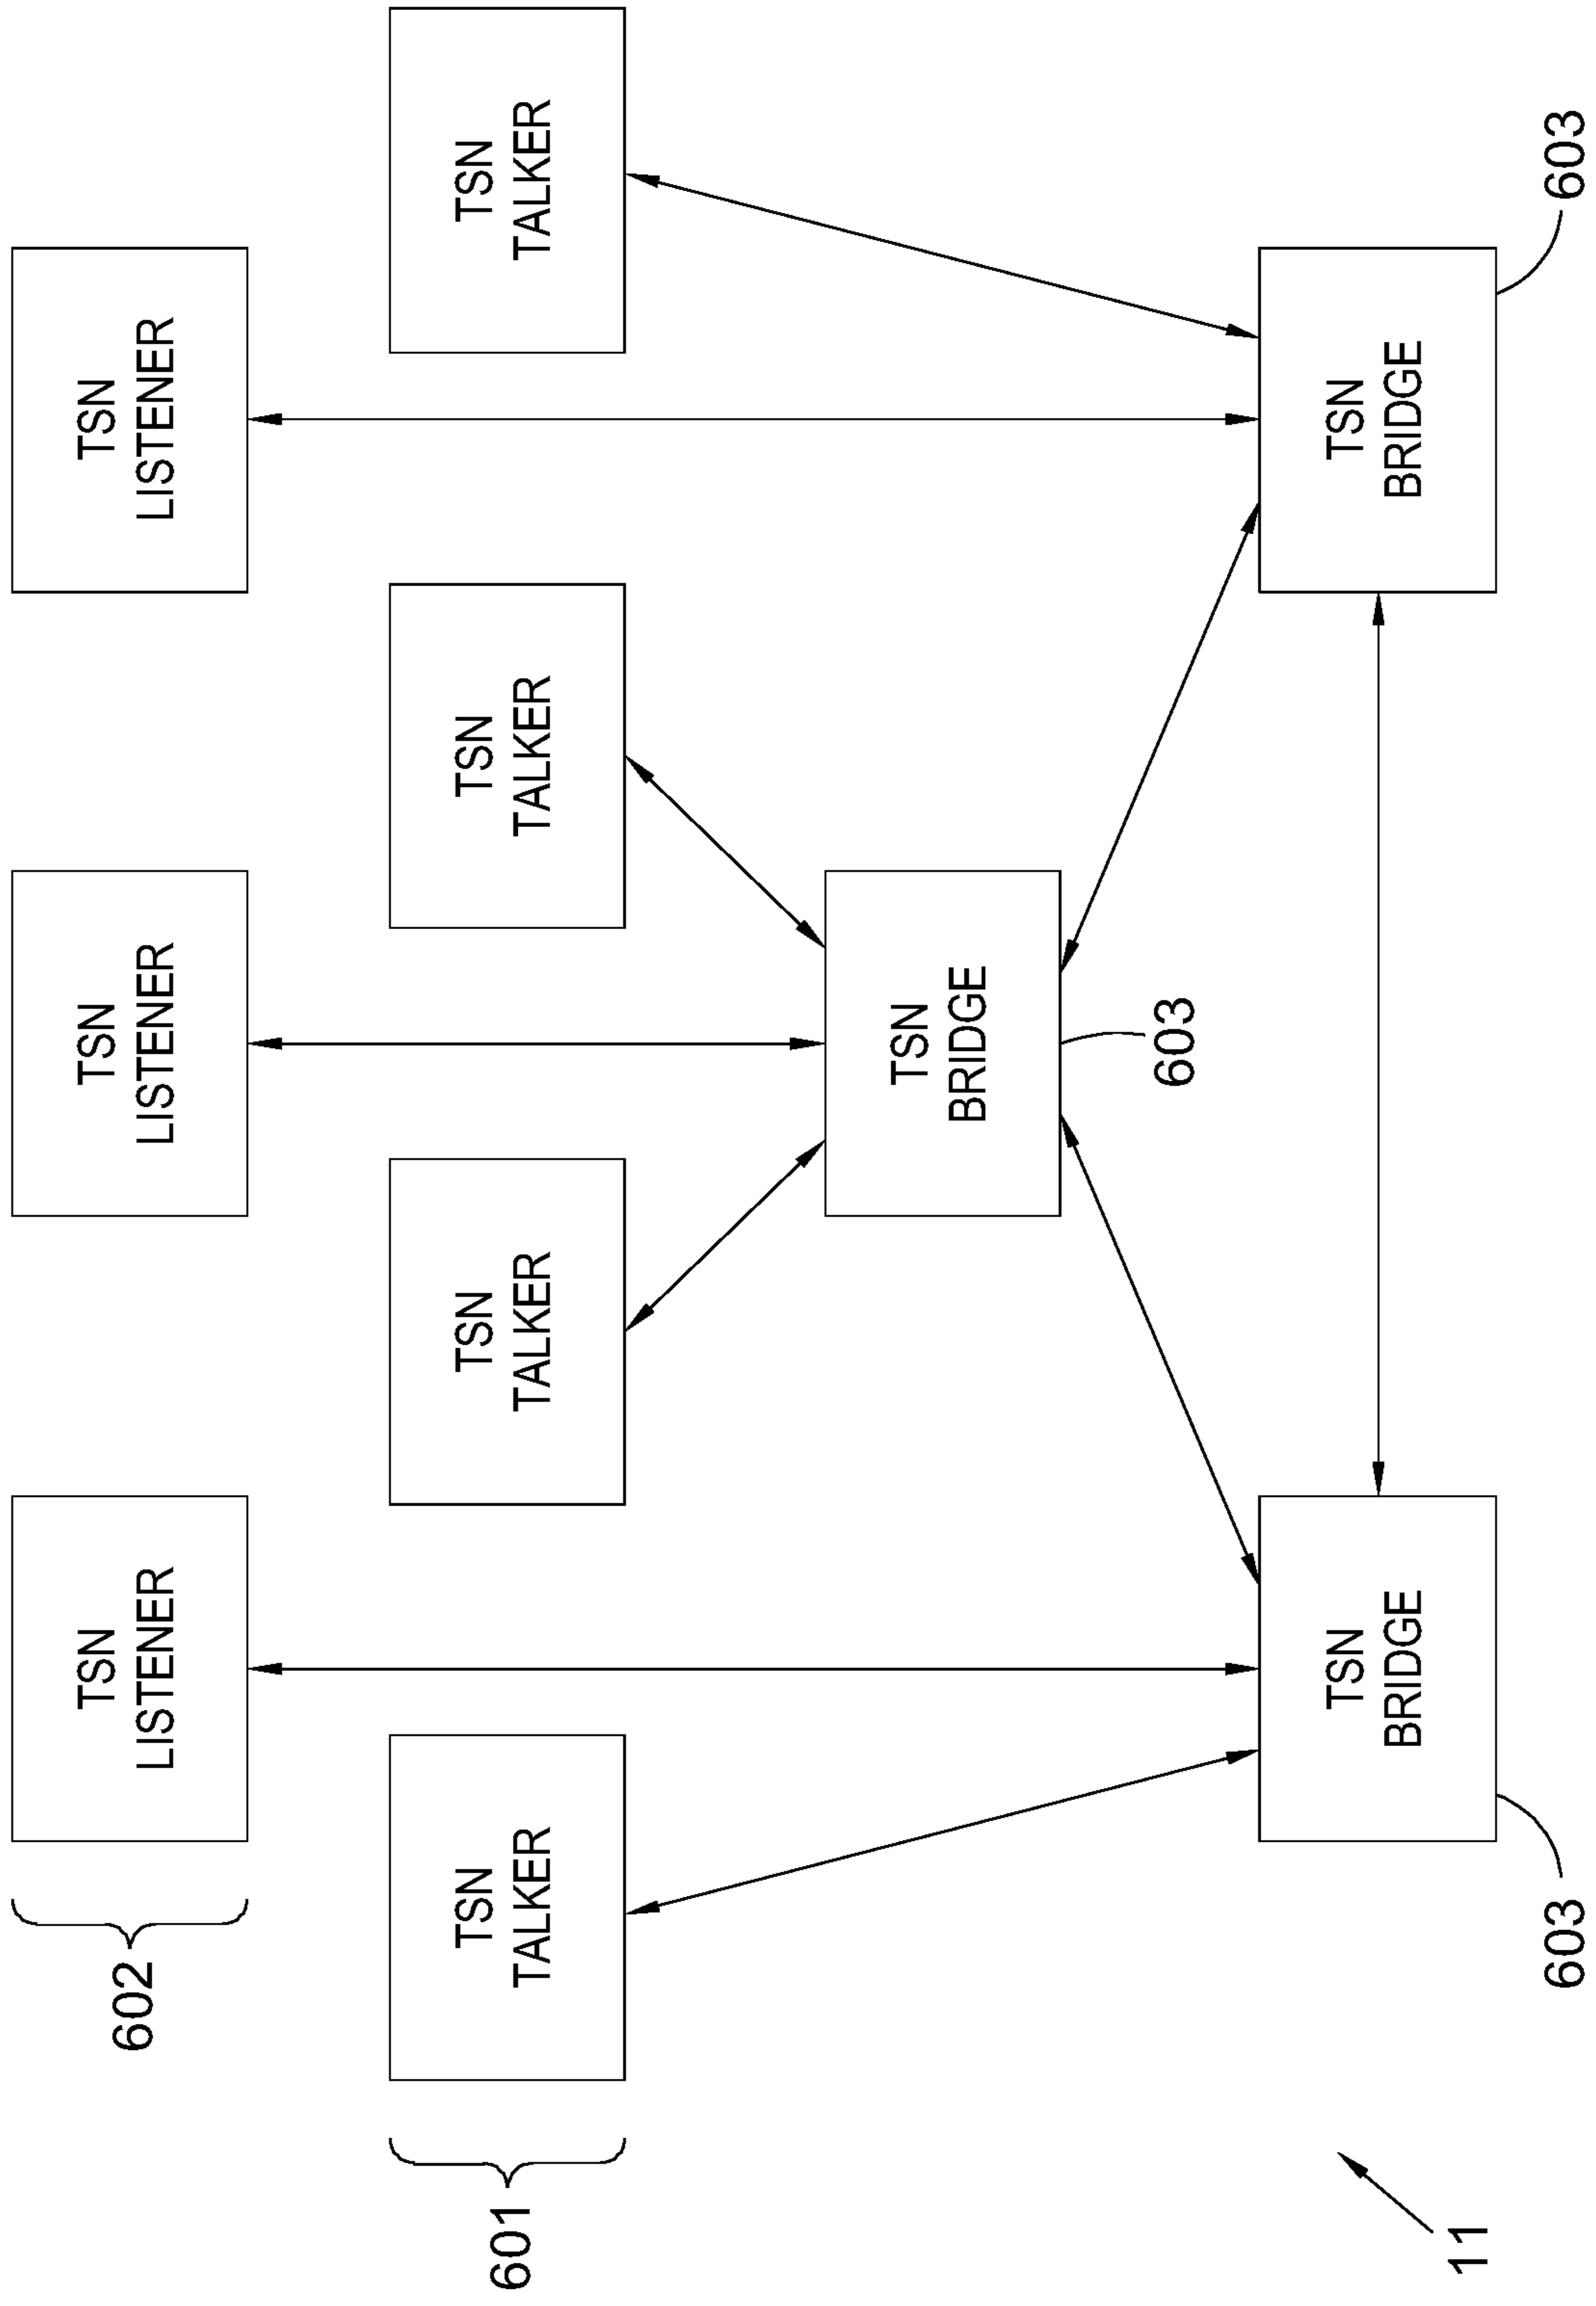 602
TSN
LISTENER
TSN
LISTENER
TSN
LISTENER
601
TSN
TALKER
TSN
TALKER
TSN
TALKER
TSN
TALKER
TSN
BRIDGE
603
TSN
BRIDGE
TSN
BRIDGE
11
603
603